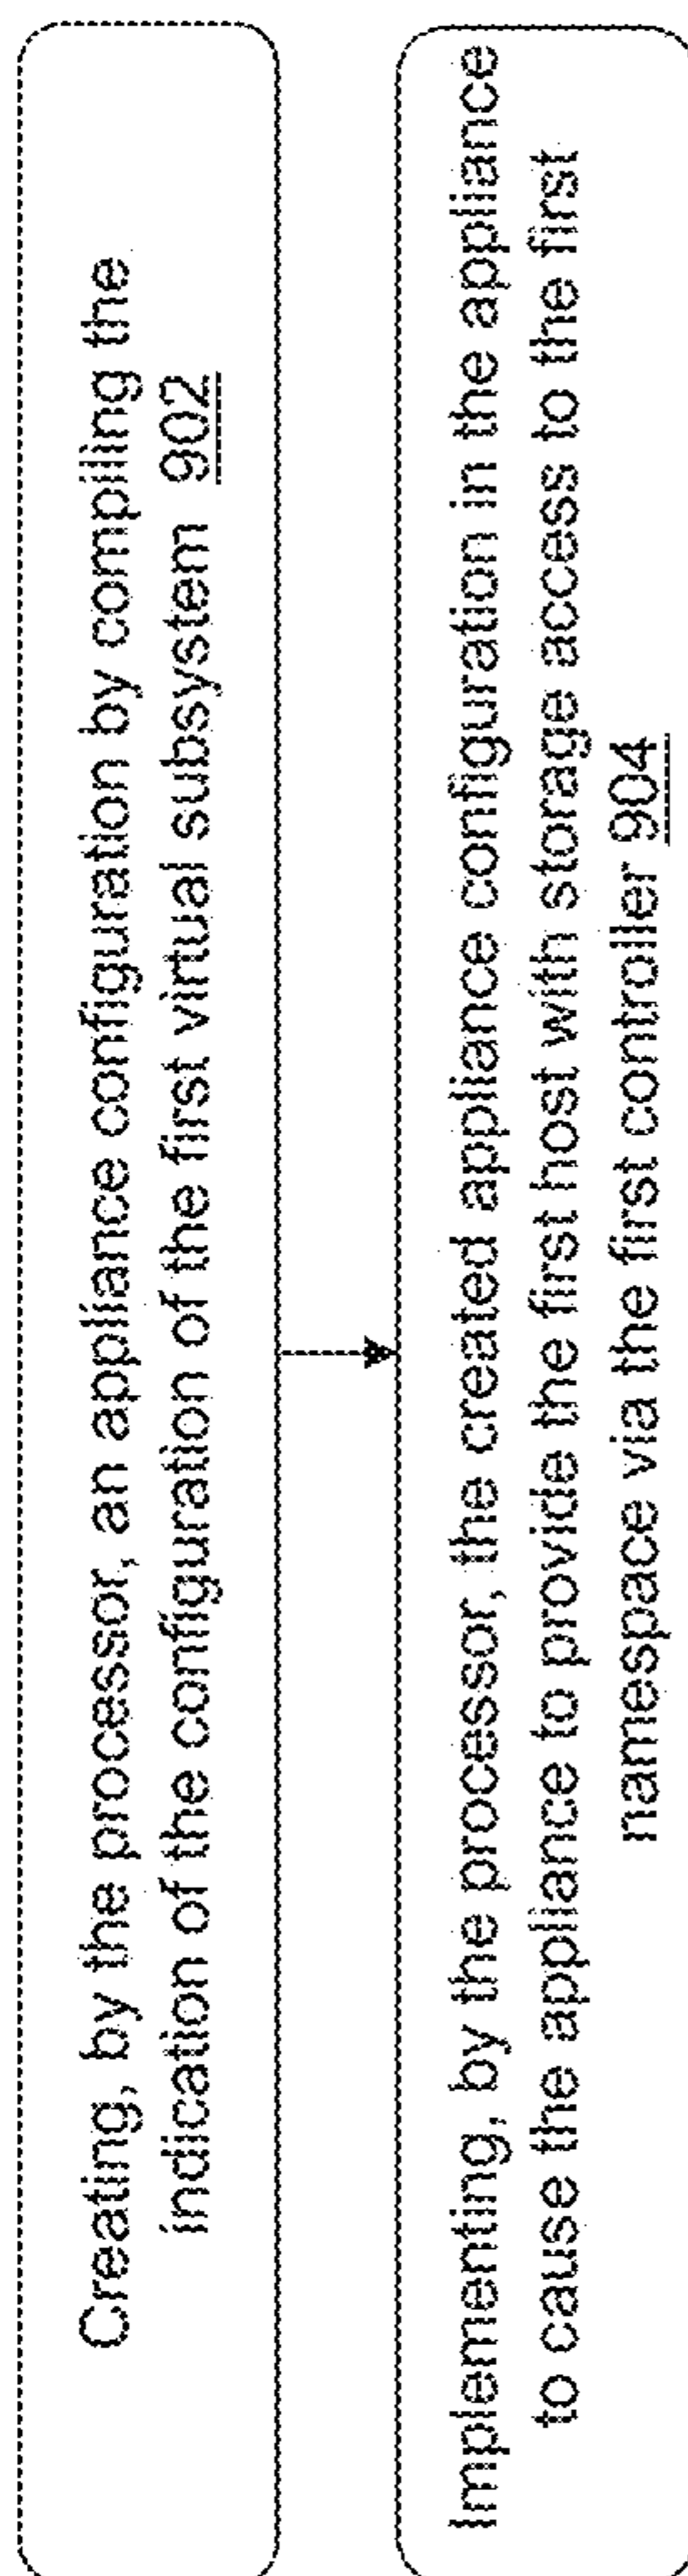 Creating, by the processor, an appliance configuration by compiling the
indication of the configuration of the first virtual subsystem 902
Implementing, by the processor, the created appliance configuration in the appliance
to cause the appliance to provide the first host with storage access to the first
namespace via the first controller 904